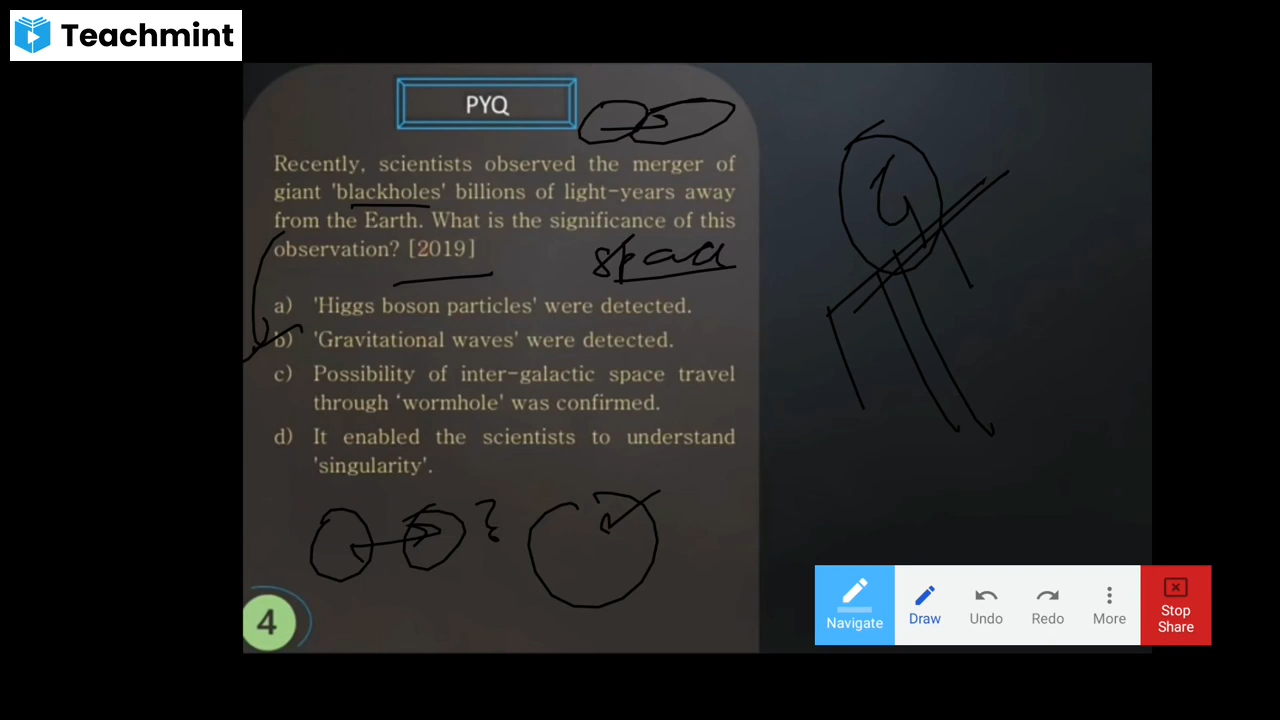 Teachmint
PYQ
Recently, scientists observed the merger of
giant 'blackholes' billions of light-years away
from the Earth. What is the significance of this
observation? [2019]
space
a) 'Higgs boson particles' were detected.
b) 'Gravitational waves' were detected.
c) Possibility of inter-galactic space travel
through ‘wormhole' was confirmed.
d) It enabled the scientists to understand
'singularity'.
4
Navigate
Draw
Undo
Redo
More
Stop
Share